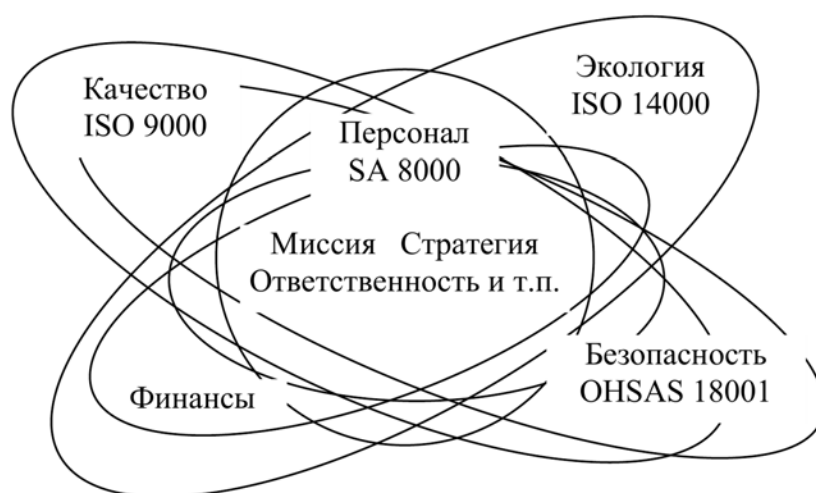 Качество
ISO 9000
Экология
ISO 14000
Персонал
SA 8000
Миссия Стратегия
Ответственность и т.п.
Безопасность
OHSAS 18001
Финансы